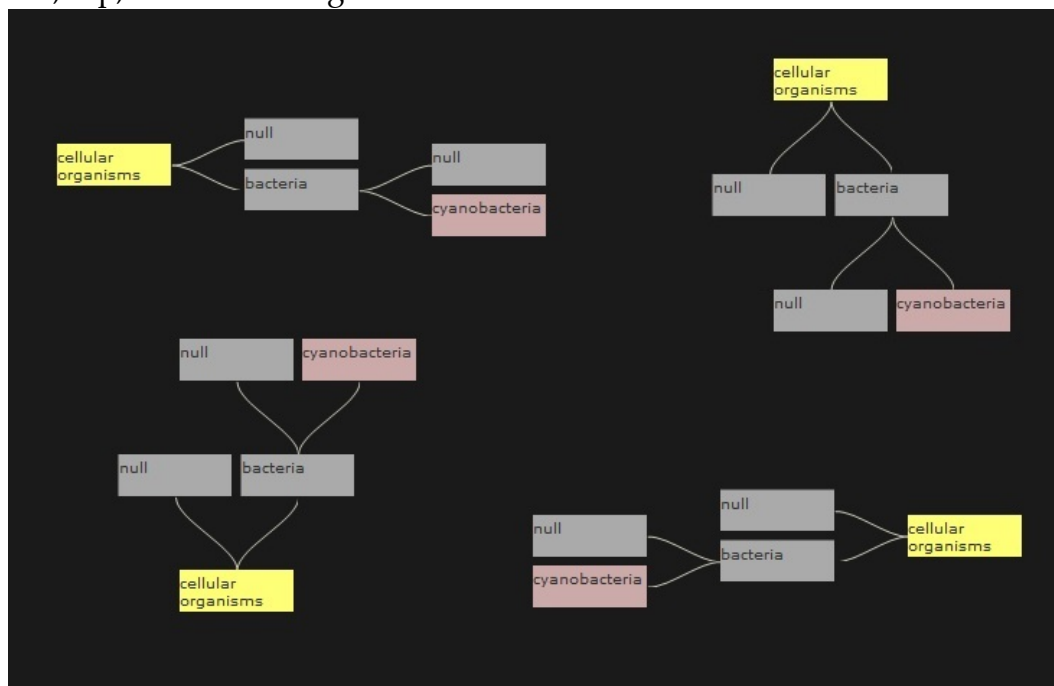 cellular
organisms
null
bacteria
null
cyanobacteria
cellular
organisms
null
bacteria
null
cyanobacteria
null
cyanobacteria
null
bacteria
cellular
organisms
null
cyanobacteria
null
bacteria
cellular
organisms